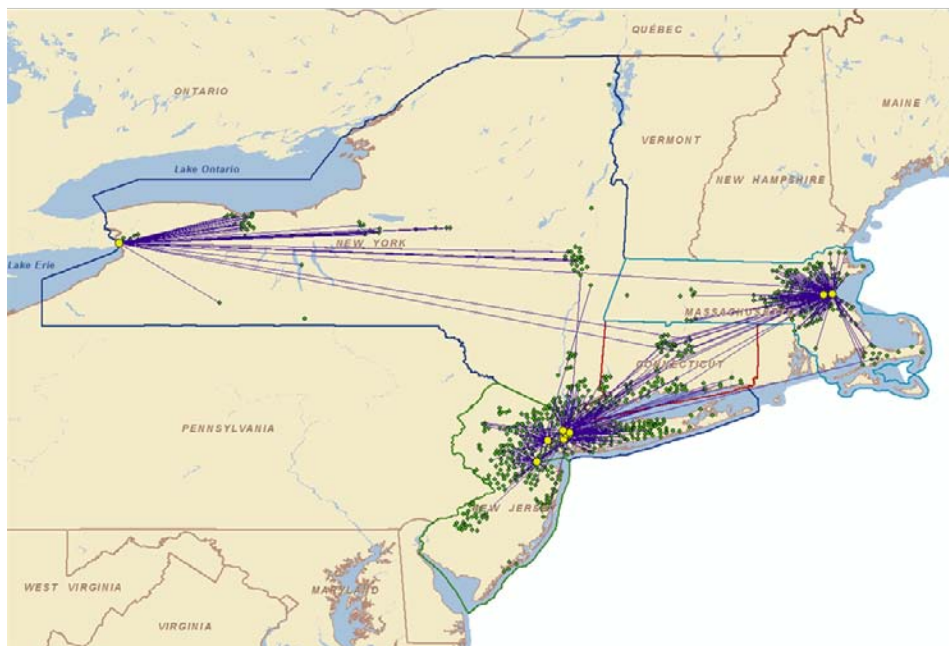 QUÉBEC
ONTARIO
MAINE
VERMONT
NEW HAMPSHIRE
Lake Ontario
NEW YORK
Lake Erie
MASSACHUSETTS
CONNECTICUT
PENNSYLVANIA
NEW JERSEY
WEST VIRGINIA
MARYLAND
VIRGINIA